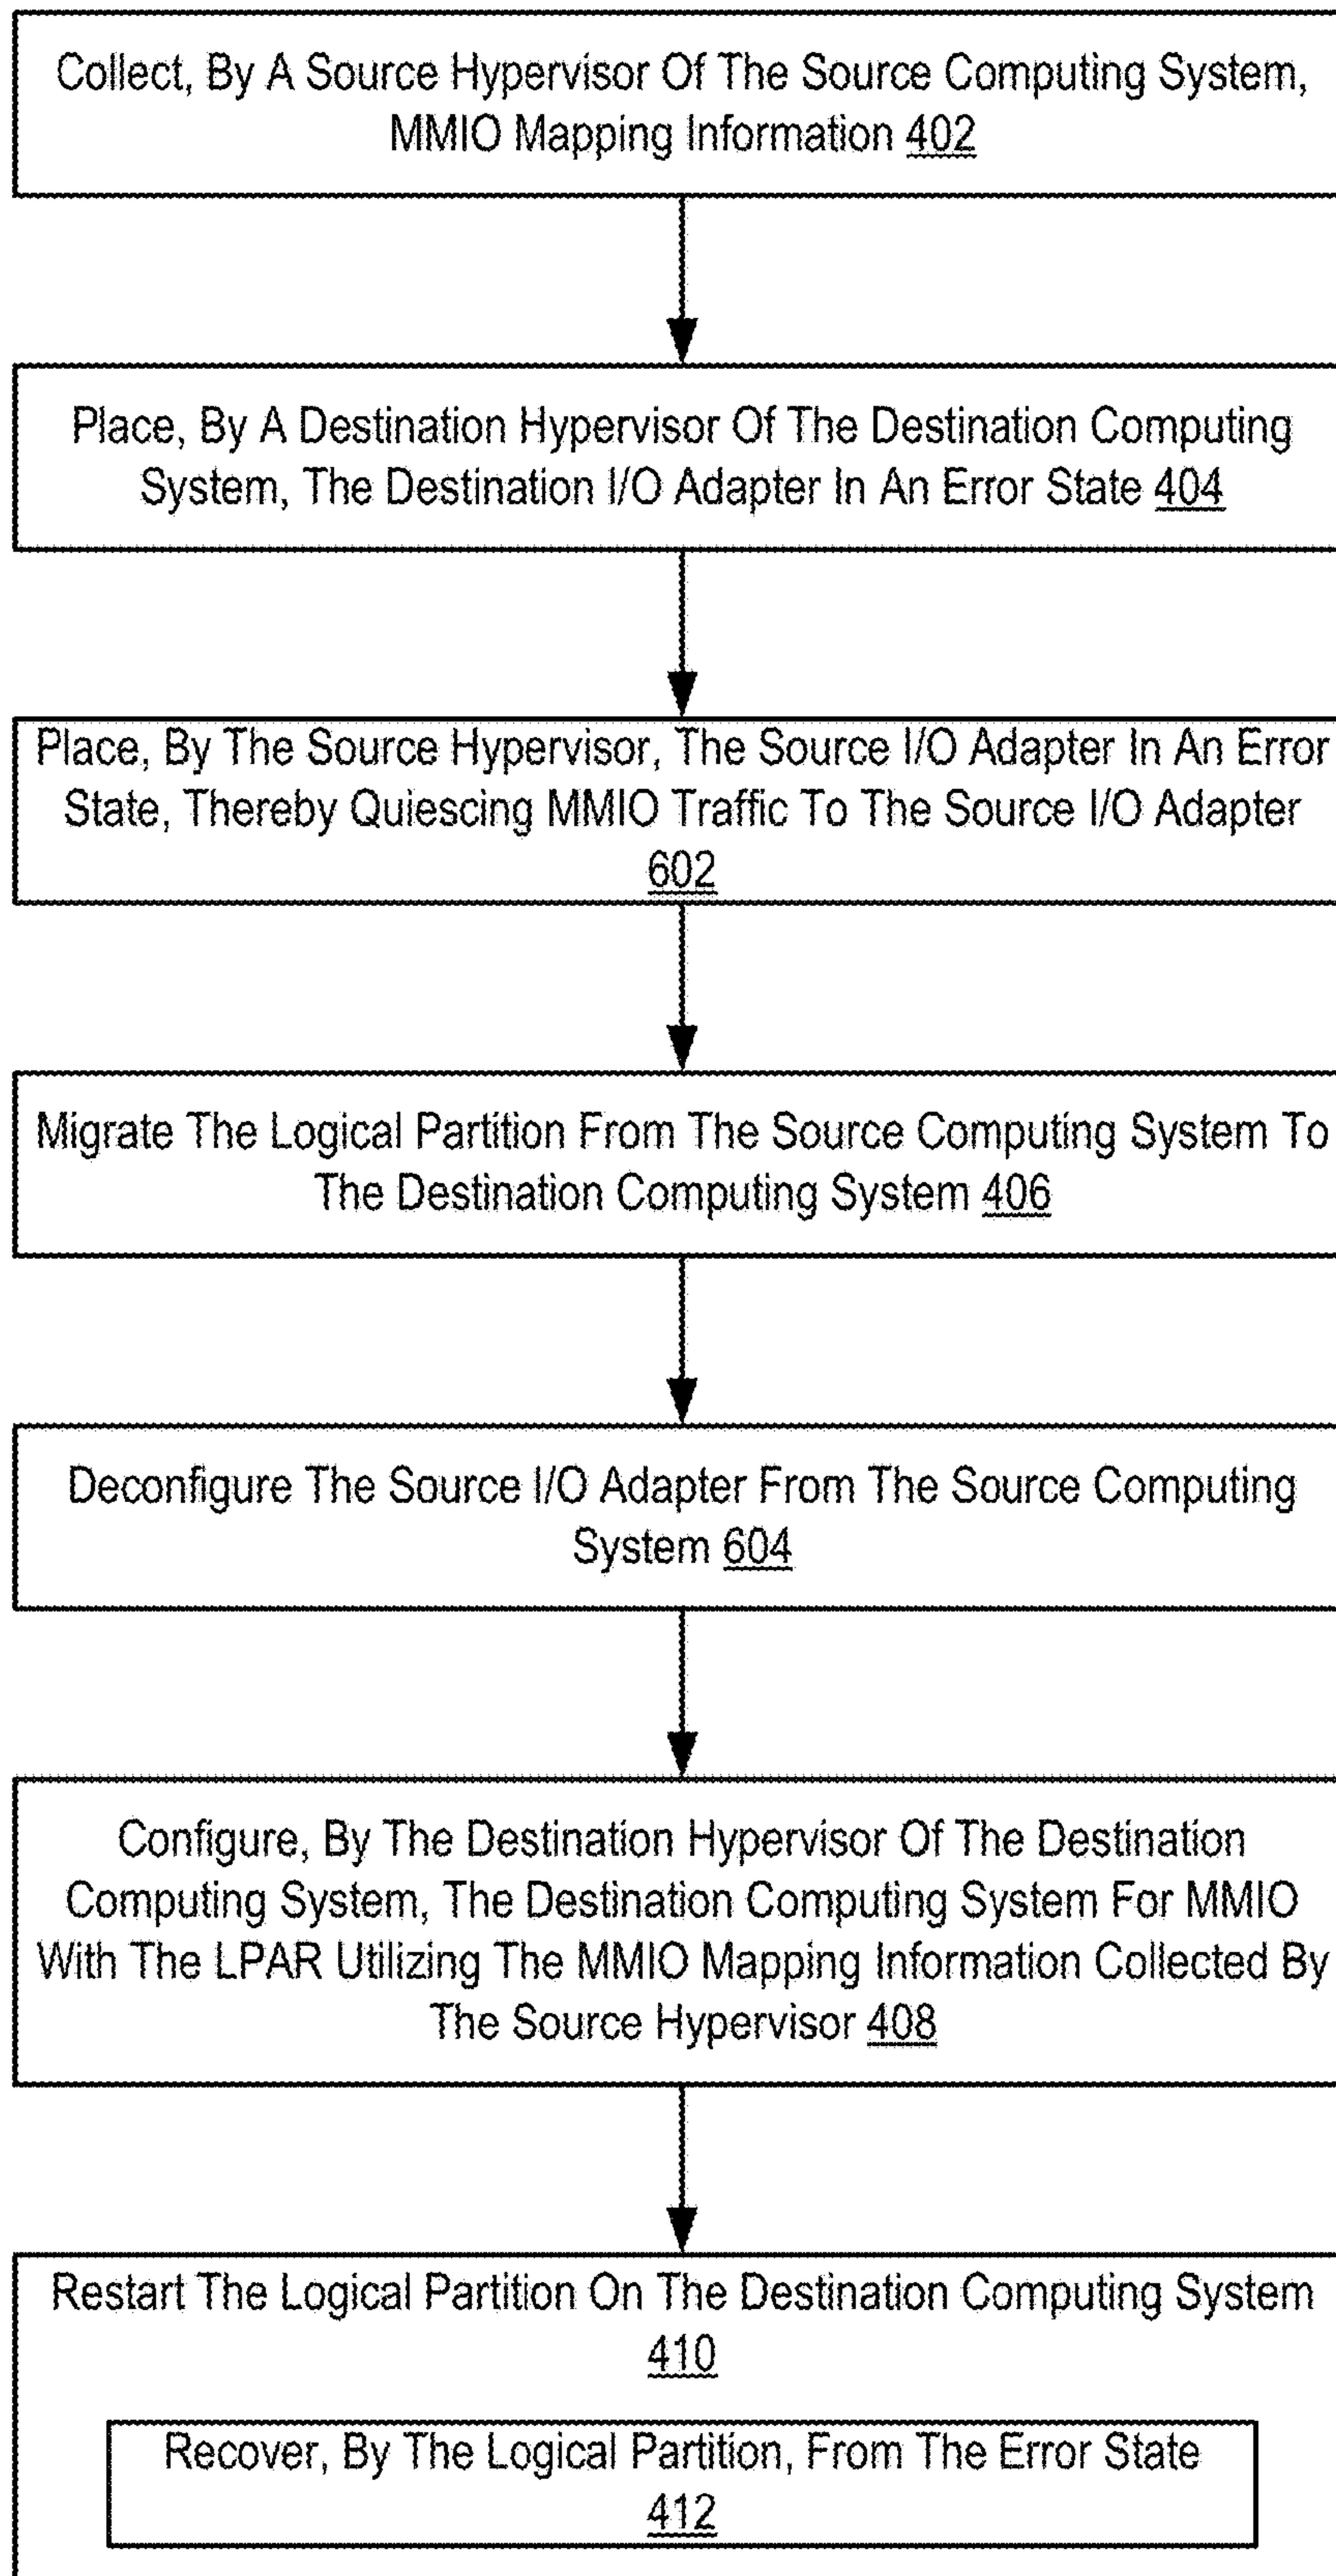 Collect, By A Source Hypervisor Of The Source Computing System,
MMIO Mapping Information 402
Place, By A Destination Hypervisor Of The Destination Computing
System, The Destination I/O Adapter In An Error State 404
Place, By The Source Hypervisor, The Source I/O Adapter In An Error
State, Thereby Quiescing MMIO Traffic To The Source I/O Adapter
602
Migrate The Logical Partition From The Source Computing System To
The Destination Computing System 406
Deconfigure The Source I/O Adapter From The Source Computing
System 604
Configure, By The Destination Hypervisor Of The Destination
Computing System, The Destination Computing System For MMIO
With The LPAR Utilizing The MMIO Mapping Information Collected By
The Source Hypervisor 408
Restart The Logical Partition On The Destination Computing System
410
Recover, By The Logical Partition, From The Error State
412